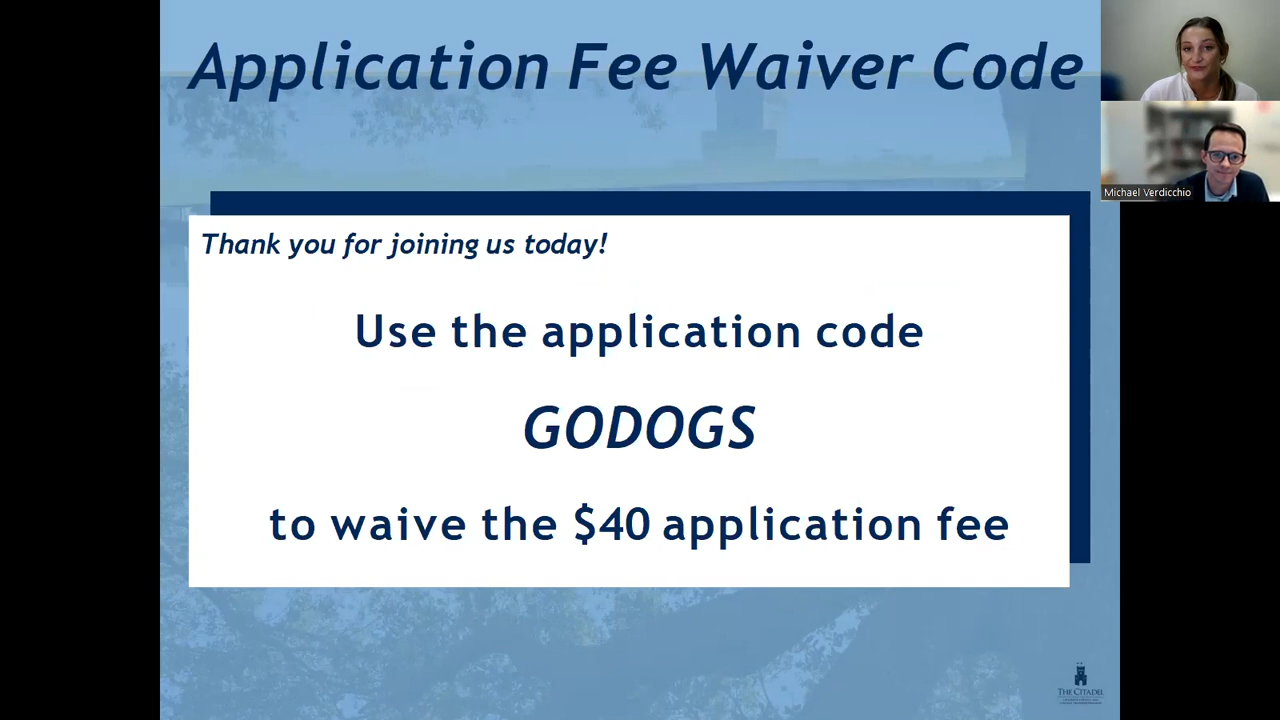 Application Fee Waiver Code
Michael Verdicchio
Thank you for joining us today!
Use the application code
GODOGS
to waive the $40 application fee
THE CITADEL